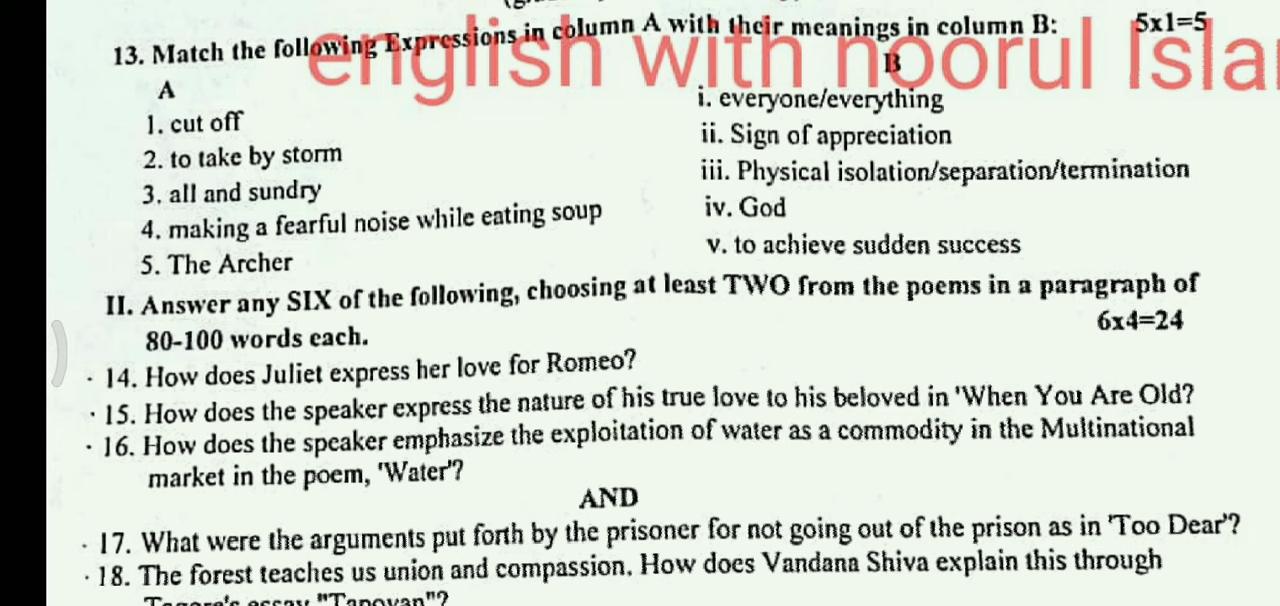 13. Match the following Expressions in column A with their meanings in column B: 5x1=5
english with noorul Isla
A B
1. cut off i. everyone/everything
2. to take by storm ii. Sign of appreciation
3. all and sundry iii. Physical isolation/separation/termination
4. making a fearful noise while eating soup iv. God
5. The Archer v. to achieve sudden success
II. Answer any SIX of the following, choosing at least TWO from the poems in a paragraph of
80-100 words each. 6x4=24
· 14. How does Juliet express her love for Romeo?
· 15. How does the speaker express the nature of his true love to his beloved in 'When You Are Old?
· 16. How does the speaker emphasize the exploitation of water as a commodity in the Multinational
market in the poem, 'Water'?
AND
· 17. What were the arguments put forth by the prisoner for not going out of the prison as in 'Too Dear'?
· 18. The forest teaches us union and compassion. How does Vandana Shiva explain this through
Tagore's essay "Tapovan"?